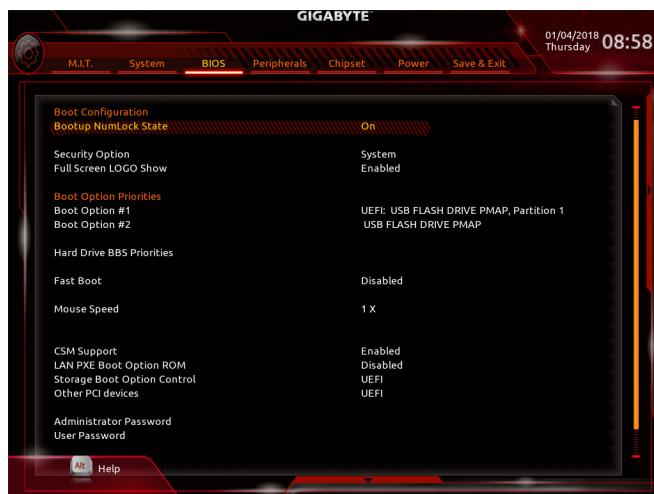 GIGABYTE™
01/04/2018 Thursday 08:58
M.I.T. System BIOS Peripherals Chipset Power Save & Exit
Boot Configuration
Bootup NumLock State On
Security Option System
Full Screen LOGO Show Enabled
Boot Option Priorities
Boot Option #1 UEFI: USB FLASH DRIVE PMAP, Partition 1
Boot Option #2 USB FLASH DRIVE PMAP
Hard Drive BBS Priorities
Fast Boot Disabled
Mouse Speed 1 X
CSM Support Enabled
LAN PXE Boot Option ROM Disabled
Storage Boot Option Control UEFI
Other PCI devices UEFI
Administrator Password
User Password
Alt Help